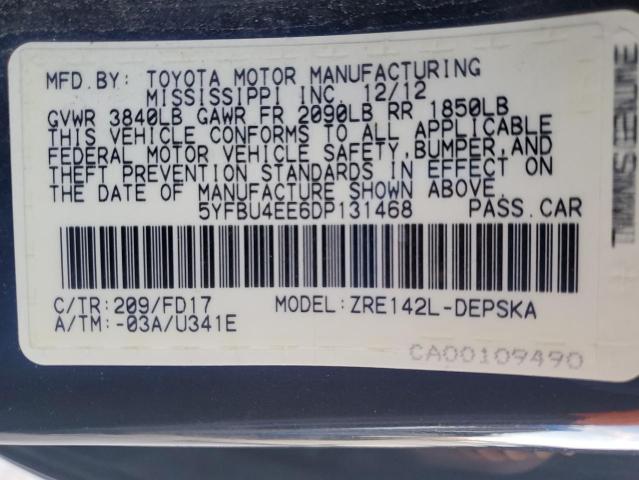 MFD.BY: TOYOTA MOTOR MANUFACTURING
MISSISSIPPI INC. 12/12
GVWR 3840LB GAWR FR 2090LB RR 1850LB
THIS VEHICLE CONFORMS TO ALL APPLICABLE
FEDERAL MOTOR VEHICLE SAFETY,BUMPER,AND
THEFT PREVENTION STANDARDS IN EFFECT ON
THE DATE OF MANUFACTURE SHOWN ABOVE.
5YFBU4EE6DP131468 PASS.CAR
C/TR:209/FD17 MODEL:ZRE142L-DEPSKA
A/TM:-03A/U341E
CA00109490